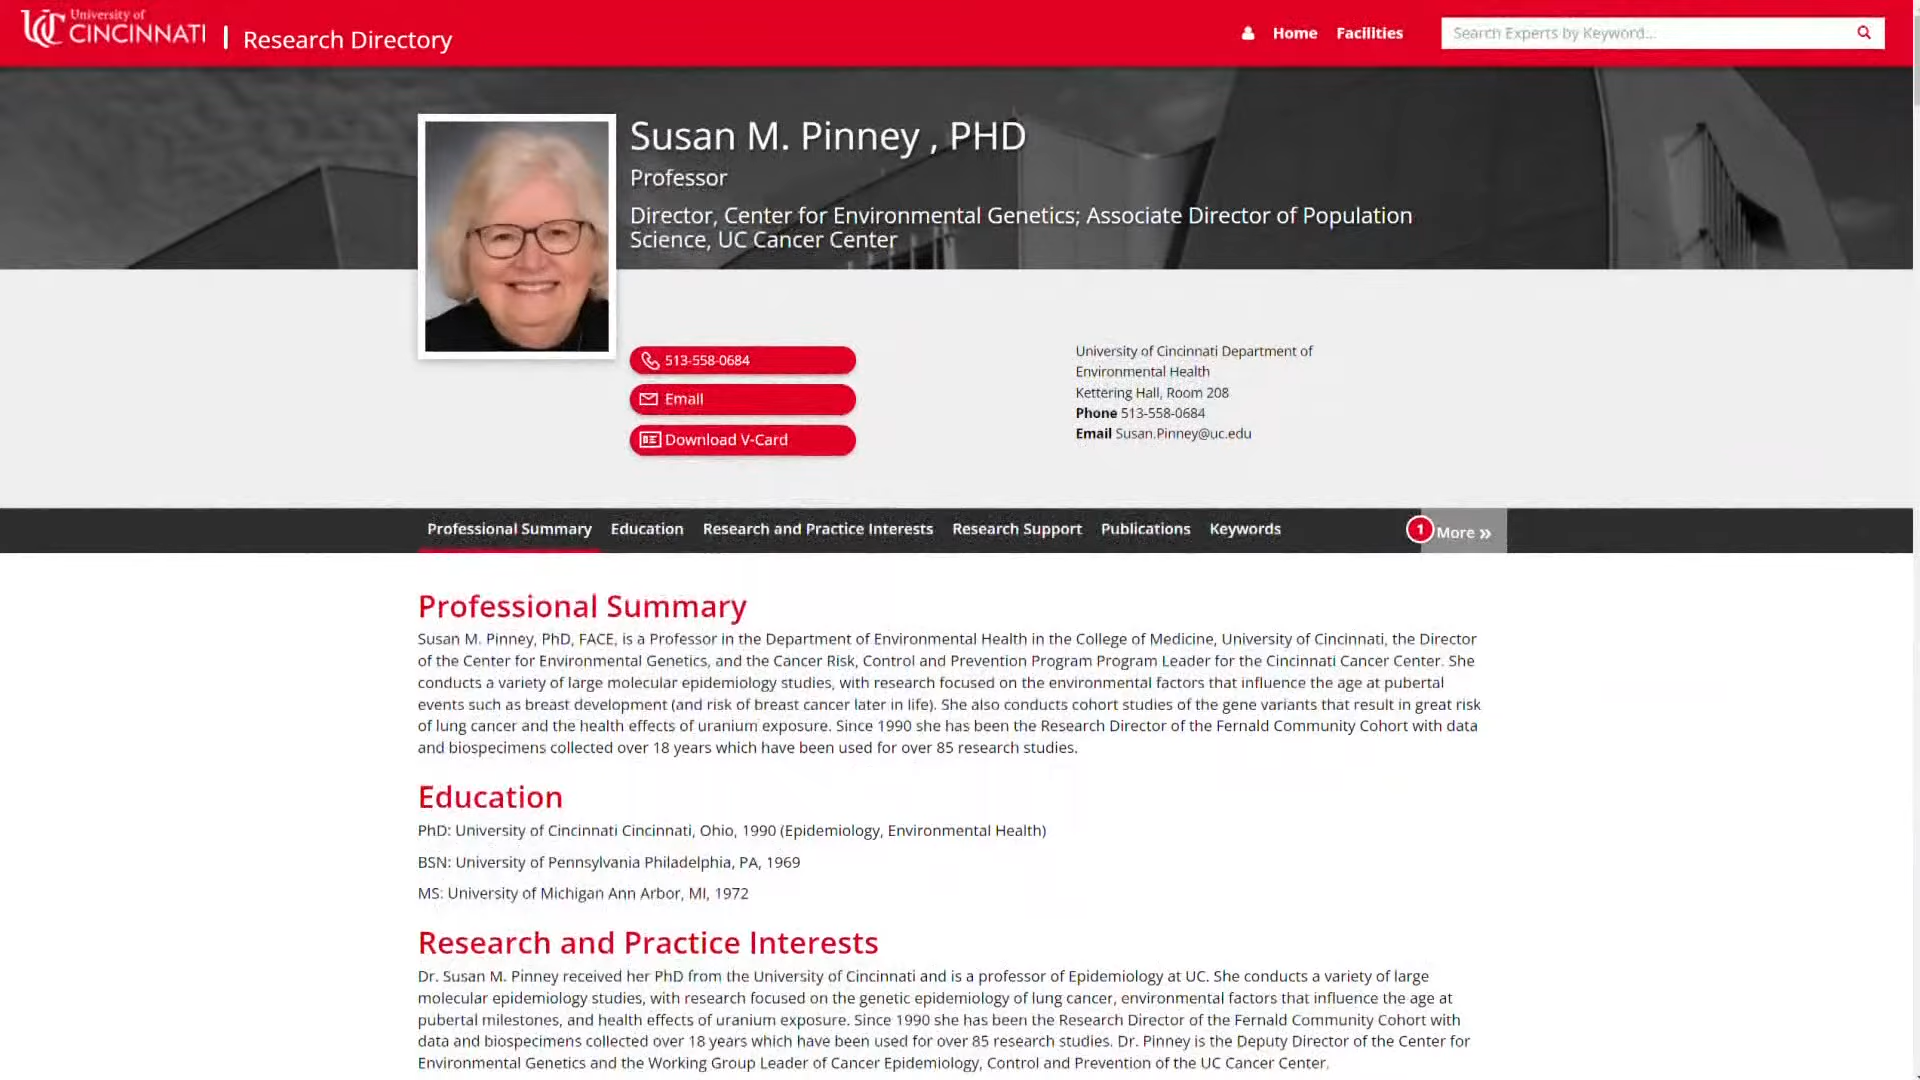 University of
CINCINNATI
Research Directory
Home
Facilities
Search Experts by Keyword...
Susan M. Pinney , PHD
Professor
Director, Center for Environmental Genetics; Associate Director of Population
Science, UC Cancer Center
513-558-0684
Email
Download V-Card
University of Cincinnati Department of
Environmental Health
Kettering Hall, Room 208
Phone 513-558-0684
Email Susan.Pinney@uc.edu
Professional Summary
Education
Research and Practice Interests
Research Support
Publications
Keywords
1
More »
Professional Summary
Susan M. Pinney, PhD, FACE, is a Professor in the Department of Environmental Health in the College of Medicine, University of Cincinnati, the Director
of the Center for Environmental Genetics, and the Cancer Risk, Control and Prevention Program Program Leader for the Cincinnati Cancer Center. She
conducts a variety of large molecular epidemiology studies, with research focused on the environmental factors that influence the age at pubertal
events such as breast development (and risk of breast cancer later in life). She also conducts cohort studies of the gene variants that result in great risk
of lung cancer and the health effects of uranium exposure. Since 1990 she has been the Research Director of the Fernald Community Cohort with data
and biospecimens collected over 18 years which have been used for over 85 research studies.
Education
PhD: University of Cincinnati Cincinnati, Ohio, 1990 (Epidemiology, Environmental Health)
BSN: University of Pennsylvania Philadelphia, PA, 1969
MS: University of Michigan Ann Arbor, MI, 1972
Research and Practice Interests
Dr. Susan M. Pinney received her PhD from the University of Cincinnati and is a professor of Epidemiology at UC. She conducts a variety of large
molecular epidemiology studies, with research focused on the genetic epidemiology of lung cancer, environmental factors that influence the age at
pubertal milestones, and health effects of uranium exposure. Since 1990 she has been the Research Director of the Fernald Community Cohort with
data and biospecimens collected over 18 years which have been used for over 85 research studies. Dr. Pinney is the Deputy Director of the Center for
Environmental Genetics and the Working Group Leader of Cancer Epidemiology, Control and Prevention of the UC Cancer Center.